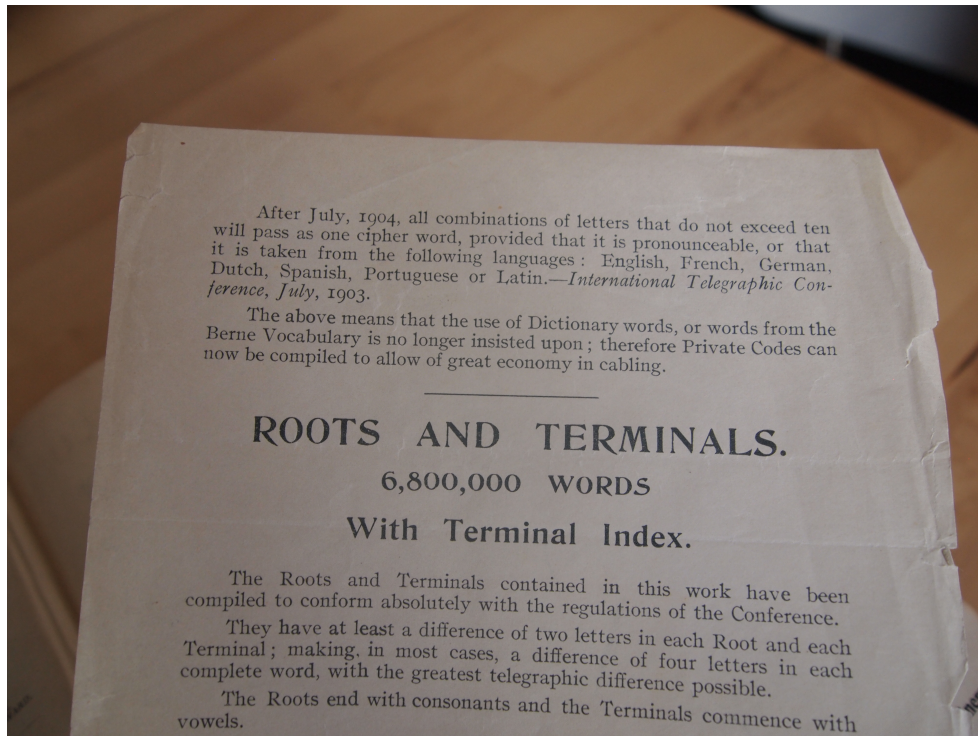 After July, 1904, all combinations of letters that do not exceed ten
will pass as one cipher word, provided that it is pronounceable, or that
it is taken from the following languages : English, French, German,
Dutch, Spanish, Portuguese or Latin.—International Telegraphic Con-
ference, July, 1903.
The above means that the use of Dictionary words, or words from the
Berne Vocabulary is no longer insisted upon ; therefore Private Codes can
now be compiled to allow of great economy in cabling.
ROOTS AND TERMINALS.
6,800,000 WORDS
With Terminal Index.
The Roots and Terminals contained in this work have been
compiled to conform absolutely with the regulations of the Conference.
They have at least a difference of two letters in each Root and each
Terminal ; making, in most cases, a difference of four letters in each
complete word, with the greatest telegraphic difference possible.
The Roots end with consonants and the Terminals commence with
vowels.